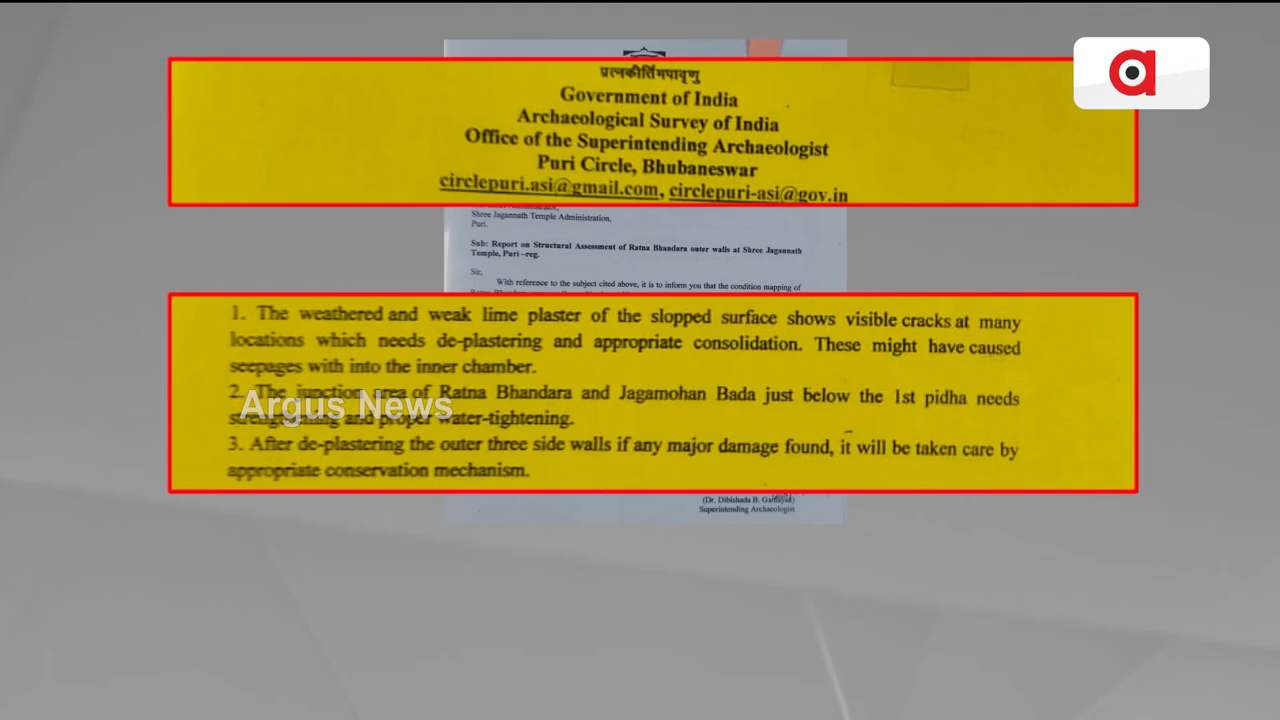 प्रत्नकीर्तिमपावृणु
Government of India
Archaeological Survey of India
Office of the Superintending Archaeologist
Puri Circle, Bhubaneswar
circlepuri.asi@gmail.com, circlepuri-asi@gov.in
Shree Jagannath Temple Administration,
Puri.
Sub: Report on Structural Assessment of Ratna Bhandara outer walls at Shree Jagannath
Temple, Puri –reg.
Sir,
With reference to the subject cited above, it is to inform you that the condition mapping of
1. The weathered and weak lime plaster of the slopped surface shows visible cracks at many
locations which needs de-plastering and appropriate consolidation. These might have caused
seepages with into the inner chamber.
2. The junction area of Ratna Bhandara and Jagamohan Bada just below the 1st pidha needs
strengthening and proper water-tightening.
Argus News
3. After de-plastering the outer three side walls if any major damage found, it will be taken care by
appropriate conservation mechanism.
(Dr. Dibishada B.
Superintending Archaeologist